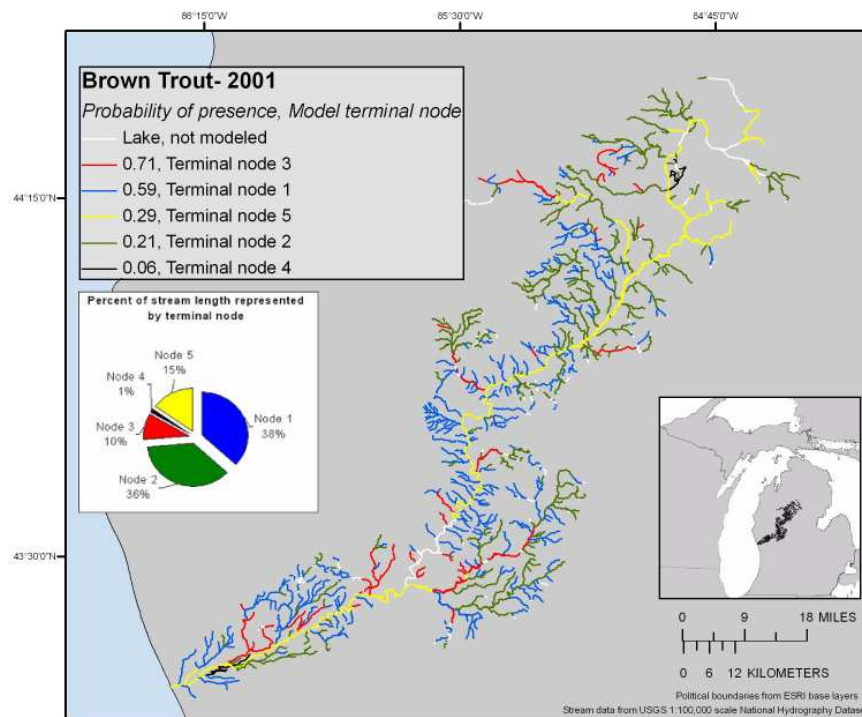 86°15'0"W 85°30'0"W 84°45'0"W
Brown Trout- 2001
Probability of presence, Model terminal node
Lake, not modeled
0.71, Terminal node 3
0.59, Terminal node 1
44°15'0"N
0.29, Terminal node 5
0.21, Terminal node 2
0.06, Terminal node 4
Percent of stream length represented
by terminal node
Node 5
15%
Node 4
1%
Node 1
38%
Node 3
10%
Node 2
36%
43°30'0"N
0 9 18 MILES
0 6 12 KILOMETERS
Political boundaries from ESRI base layers
Stream data from USGS 1:100,000 scale National Hydrography Datase